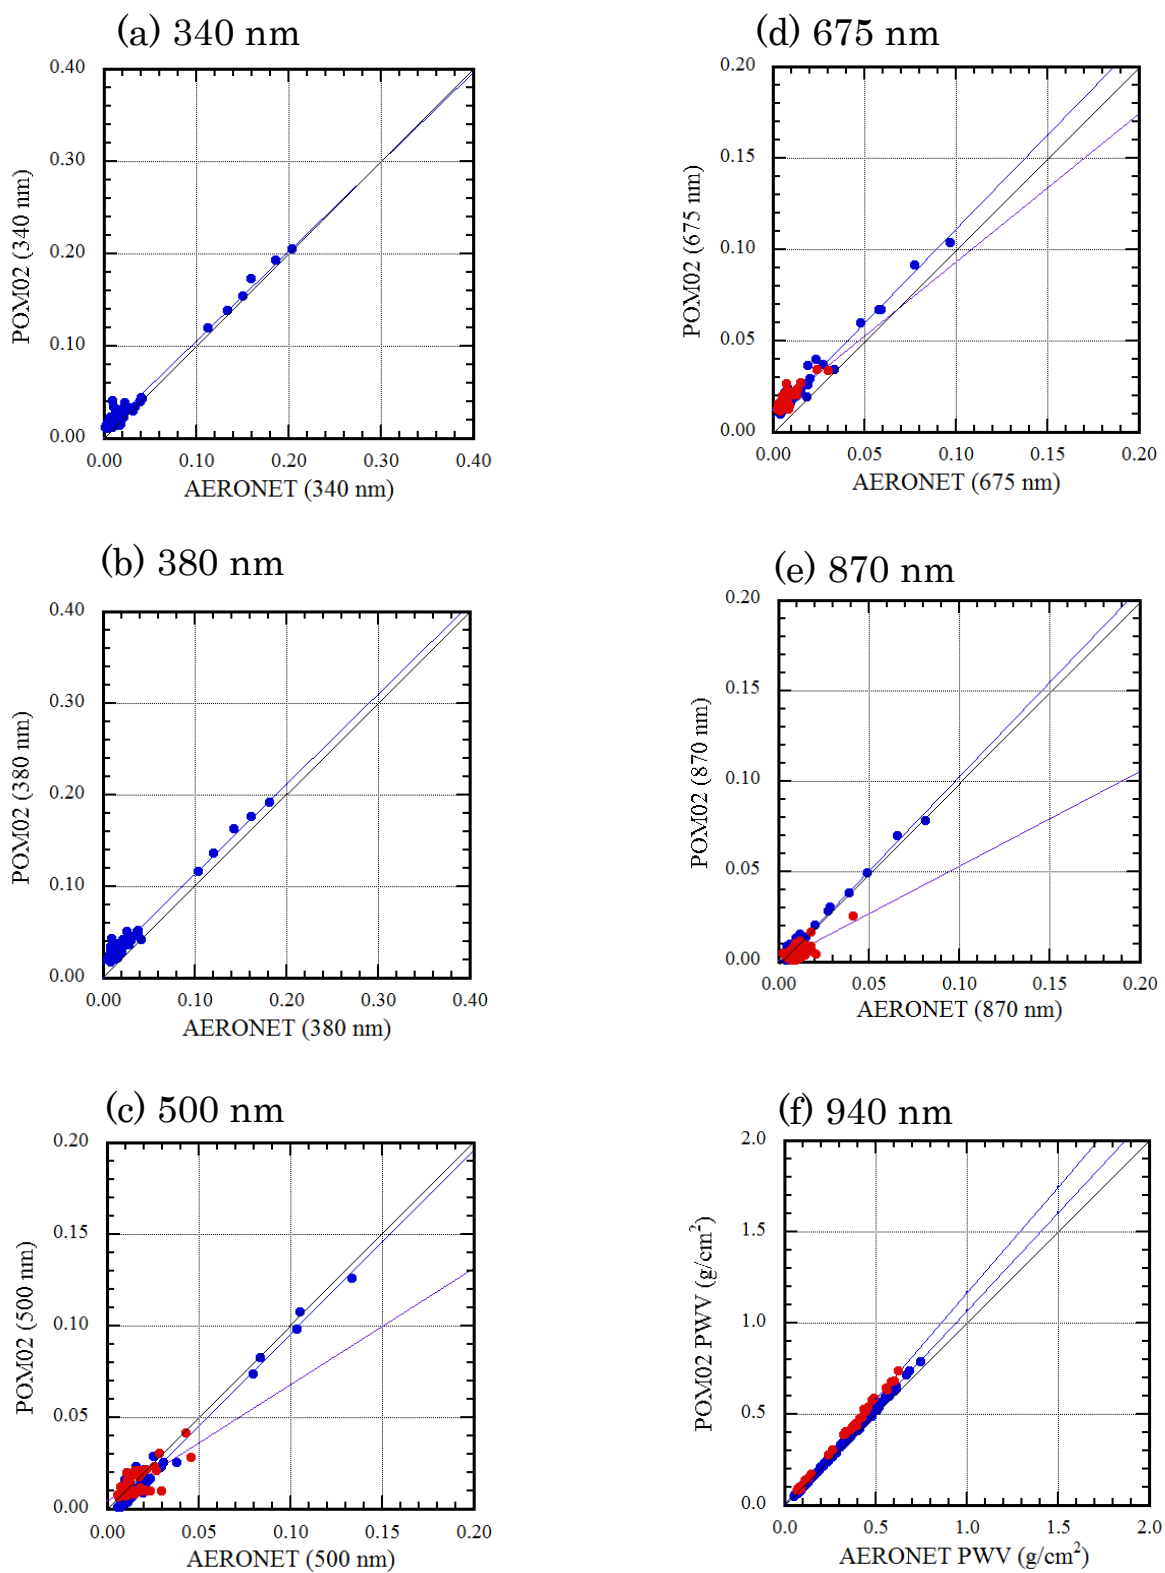 (a) 340 nm
0.40
0.30
0.20
0.10
0.00
0.00 0.10 0.20 0.30 0.40
POM02 (340 nm)
AERONET (340 nm)
(b) 380 nm
0.40
0.30
0.20
0.10
0.00
0.00 0.10 0.20 0.30 0.40
POM02 (380 nm)
AERONET (380 nm)
(c) 500 nm
0.20
0.15
0.10
0.05
0.00
0.00 0.05 0.10 0.15 0.20
POM02 (500 nm)
AERONET (500 nm)
(d) 675 nm
0.20
0.15
0.10
0.05
0.00
0.00 0.05 0.10 0.15 0.20
POM02 (675 nm)
AERONET (675 nm)
(e) 870 nm
0.20
0.15
0.10
0.05
0.00
0.00 0.05 0.10 0.15 0.20
POM02 (870 nm)
AERONET (870 nm)
(f) 940 nm
2.0
1.5
1.0
0.5
0.0
0.0 0.5 1.0 1.5 2.0
POM02 PWV (g/cm²)
AERONET PWV (g/cm²)